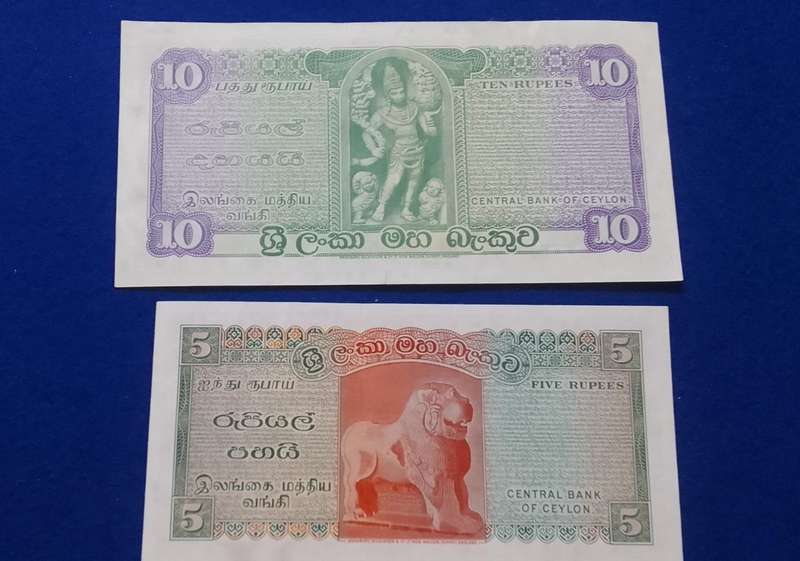 10 10
பத்து ரூபாய் TEN RUPEES
රුපියල්
දහයයි
இலங்கை மத்திய
வங்கி
CENTRAL BANK OF CEYLON
10 10
ශ්‍රී ලංකා මහ බැංකුව
5 5
ශ්‍රී ලංකා මහ බැංකුව
ஐந்து ரூபாய் FIVE RUPEES
රුපියල්
පහයි
இலங்கை மத்திய
வங்கி
CENTRAL BANK
OF CEYLON
5 5